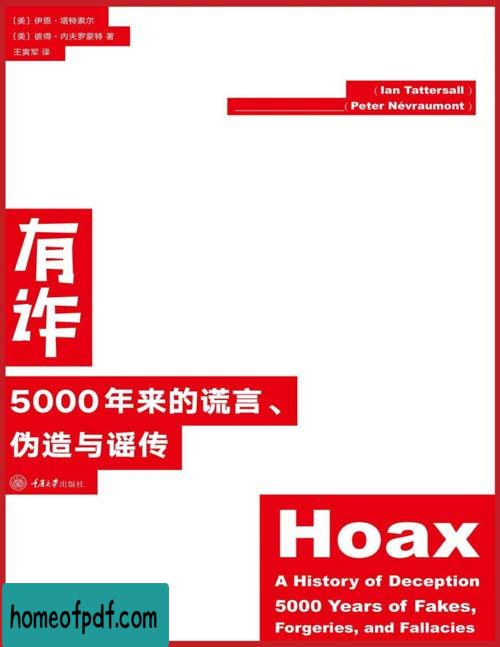 ［美］伊恩·塔特索尔
［美］彼得·内夫罗蒙特 著
王寅军 译
（Ian Tattersall）
（Peter Névraumont）
有
诈
5000年来的谎言、
伪造与谣传
重庆大学出版社
Hoax
A History of Deception
5000 Years of Fakes,
Forgeries, and Fallacies
homeofpdf.com